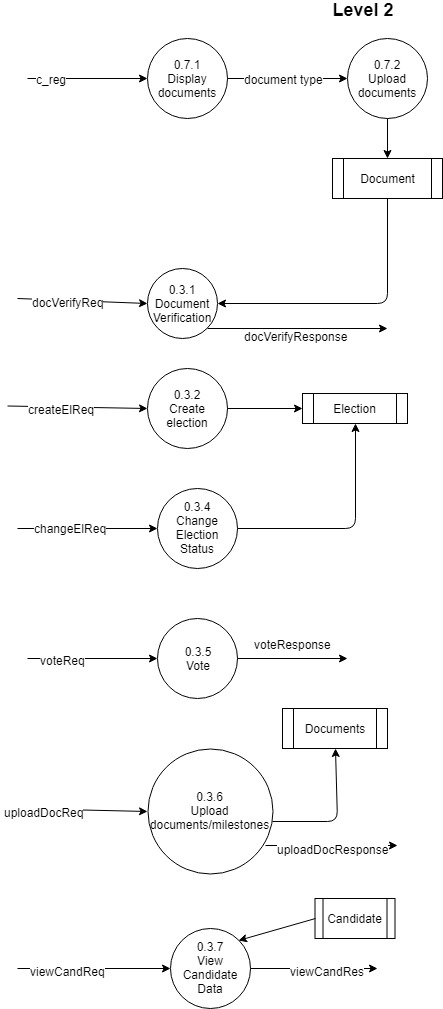 Level 2
c_reg
0.7.1
Display
documents
document type
0.7.2
Upload
documents
Document
docVerifyReq
0.3.1
Document
Verification
docVerifyResponse
createElReq
0.3.2
Create
election
Election
changeElReq
0.3.4
Change
Election
Status
voteReq
0.3.5
Vote
voteResponse
Documents
uploadDocReq
0.3.6
Upload
documents/milestones
uploadDocResponse
Candidate
viewCandReq
0.3.7
View
Candidate
Data
viewCandRes